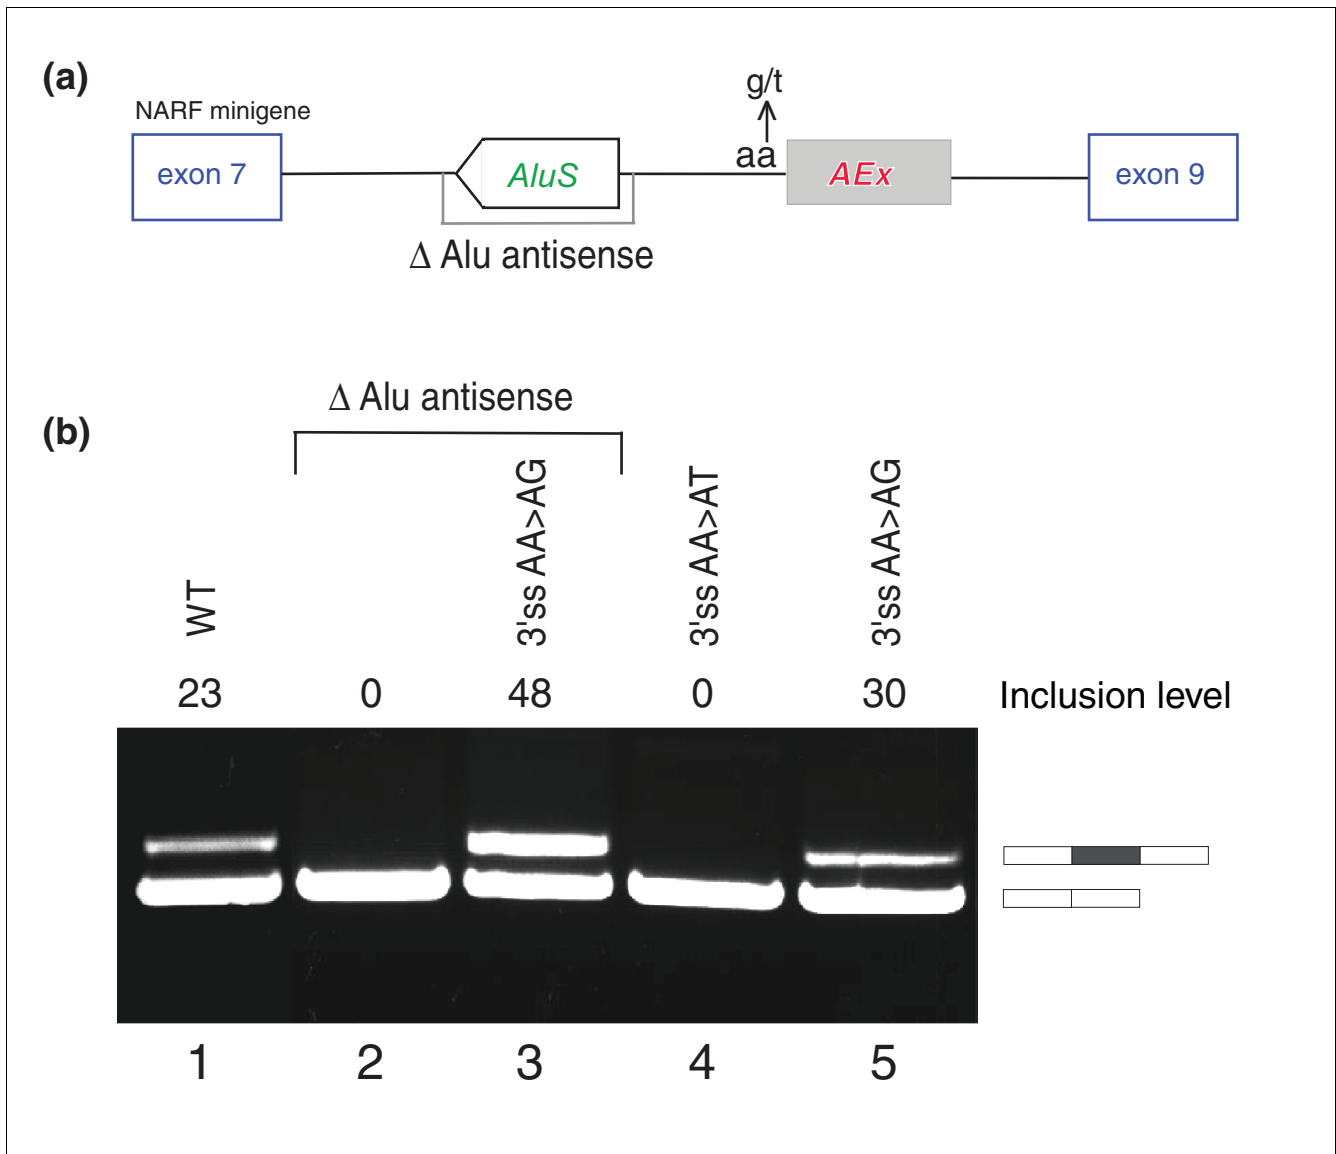 (a)
NARF minigene
g/t
aa
exon 7
AluS
AEx
exon 9
Δ Alu antisense
(b)
Δ Alu antisense
WT
3'ss AA>AG
3'ss AA>AT
3'ss AA>AG
23 0 48 0 30 Inclusion level
1 2 3 4 5